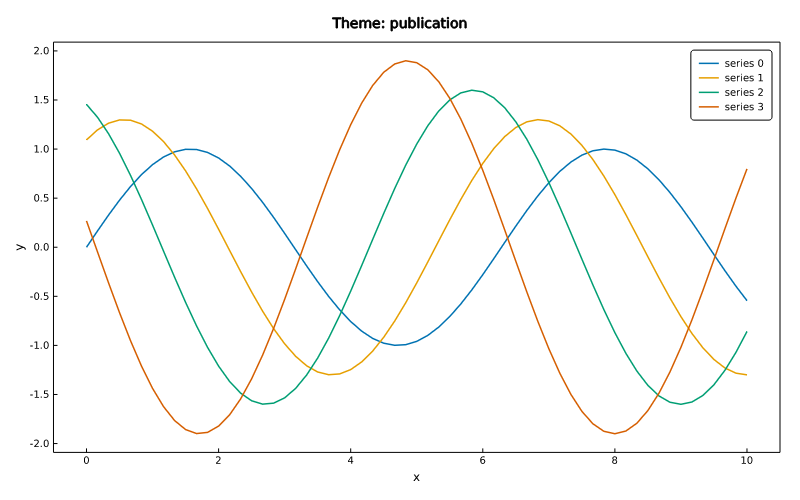 Theme: publication
2.0
1.5
1.0
0.5
0.0
-0.5
-1.0
-1.5
-2.0
y
series 0
series 1
series 2
series 3
0 2 4 6 8 10
x